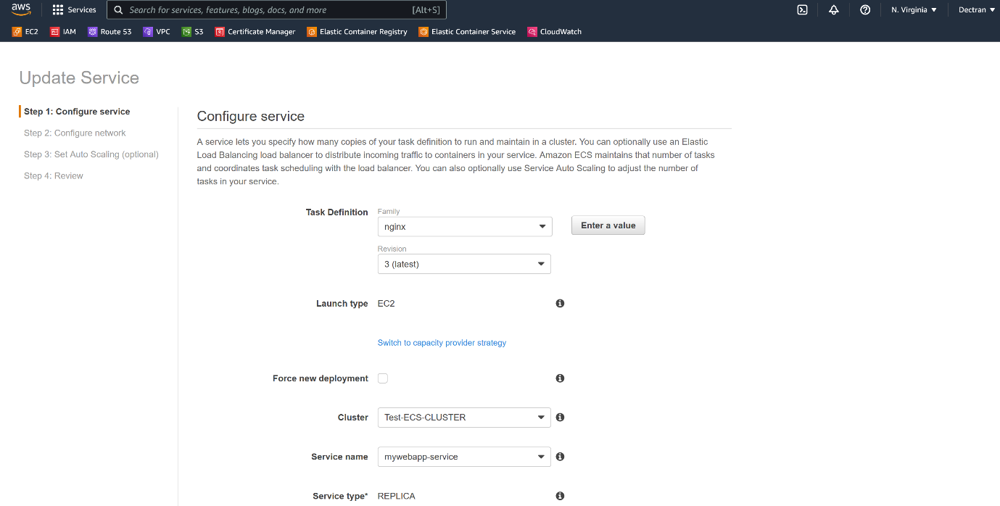 aws
Services
Search for services, features, blogs, docs, and more
[Alt+S]
N. Virginia
Dectran
EC2
IAM
Route 53
VPC
S3
Certificate Manager
Elastic Container Registry
Elastic Container Service
CloudWatch
Update Service
Step 1: Configure service
Step 2: Configure network
Step 3: Set Auto Scaling (optional)
Step 4: Review
Configure service
A service lets you specify how many copies of your task definition to run and maintain in a cluster. You can optionally use an Elastic
Load Balancing load balancer to distribute incoming traffic to containers in your service. Amazon ECS maintains that number of tasks
and coordinates task scheduling with the load balancer. You can also optionally use Service Auto Scaling to adjust the number of
tasks in your service.
Task Definition
Family
nginx
Enter a value
Revision
3 (latest)
Launch type
EC2
Switch to capacity provider strategy
Force new deployment
Cluster
Test-ECS-CLUSTER
Service name
mywebapp-service
Service type*
REPLICA